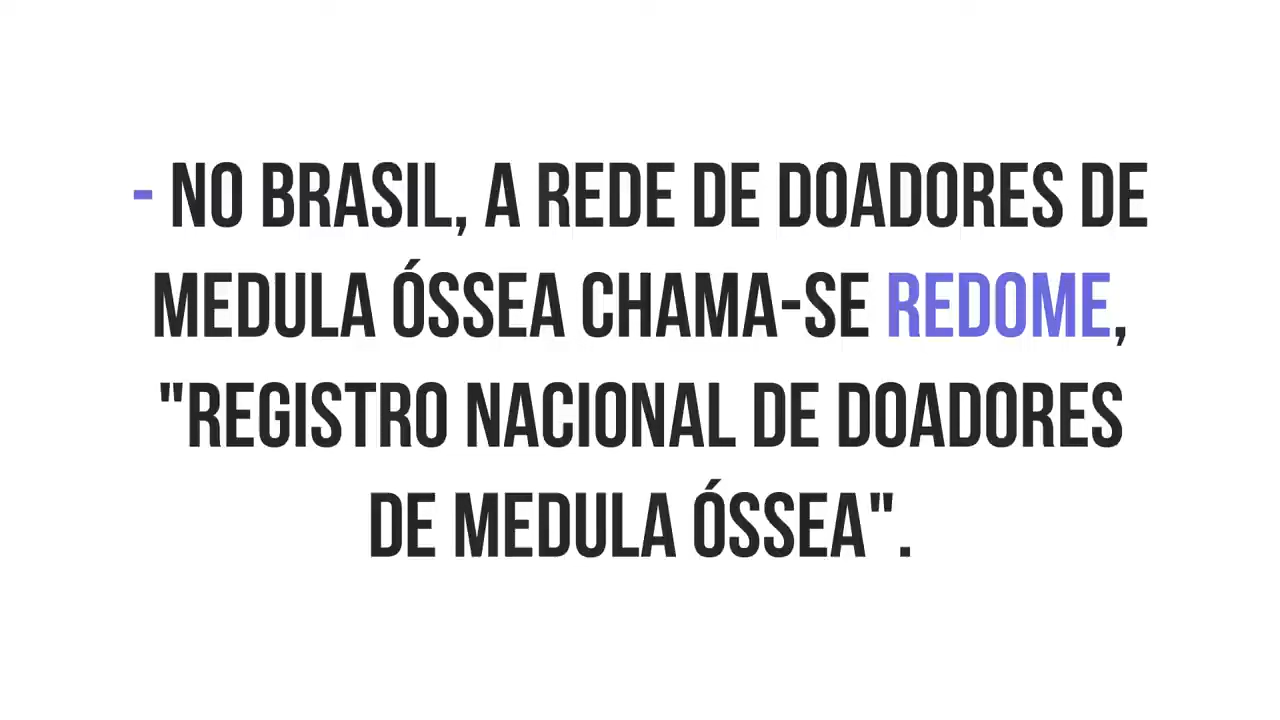 - NO BRASIL, A REDE DE DOADORES DE
MEDULA ÓSSEA CHAMA-SE REDOME,
"REGISTRO NACIONAL DE DOADORES
DE MEDULA ÓSSEA".